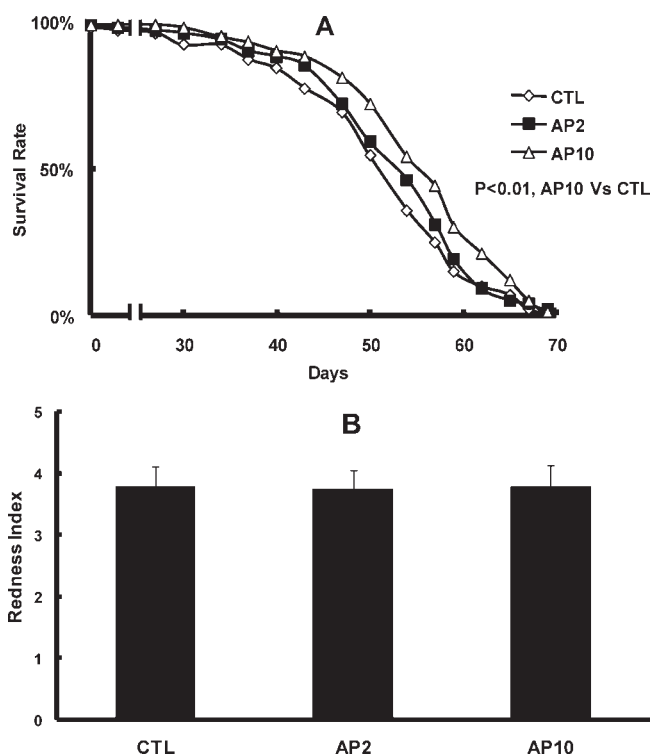 A
100%
50%
0%
Survival Rate
CTL
AP2
AP10
P<0.01, AP10 Vs CTL
0 30 40 50 60 70
Days
B
5
4
3
2
1
0
Redness Index
CTL AP2 AP10